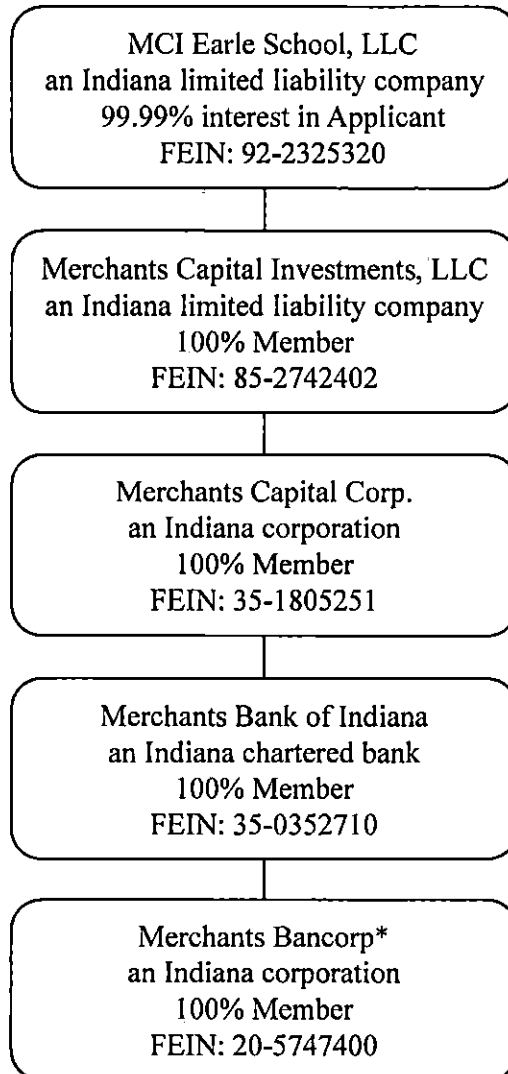 MCI Earle School, LLC
an Indiana limited liability company
99.99% interest in Applicant
FEIN: 92-2325320
Merchants Capital Investments, LLC
an Indiana limited liability company
100% Member
FEIN: 85-2742402
Merchants Capital Corp.
an Indiana corporation
100% Member
FEIN: 35-1805251
Merchants Bank of Indiana
an Indiana chartered bank
100% Member
FEIN: 35-0352710
Merchants Bancorp*
an Indiana corporation
100% Member
FEIN: 20-5747400